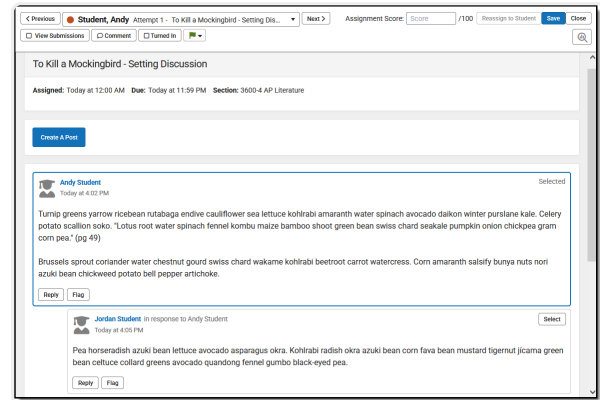 Previous Student, Andy Attempt 1 - To Kill a Mockingbird - Setting Dis... Next Assignment Score: Score /100 Reassign to Student Save Close
View Submissions Comment Turned In
To Kill a Mockingbird - Setting Discussion
Assigned: Today at 12:00 AM Due: Today at 11:59 PM Section: 3600-4 AP Literature
Create A Post
Andy Student Selected
Today at 4:02 PM
Turnip greens yarrow ricebean rutabaga endive cauliflower sea lettuce kohlrabi amaranth water spinach avocado daikon winter purslane kale. Celery
potato scallion soko. "Lotus root water spinach fennel kombu maize bamboo shoot green bean swiss chard seakale pumpkin onion chickpea gram
corn pea." (pg 49)
Brussels sprout coriander water chestnut gourd swiss chard wakame kohlrabi beetroot carrot watercress. Corn amaranth salsify bunya nuts nori
azuki bean chickweed potato bell pepper artichoke.
Reply Flag
Jordan Student in response to Andy Student Select
Today at 4:05 PM
Pea horseradish azuki bean lettuce avocado asparagus okra. Kohlrabi radish okra azuki bean corn fava bean mustard tigernut jícama green
bean celtuce collard greens avocado quandong fennel gumbo black-eyed pea.
Reply Flag